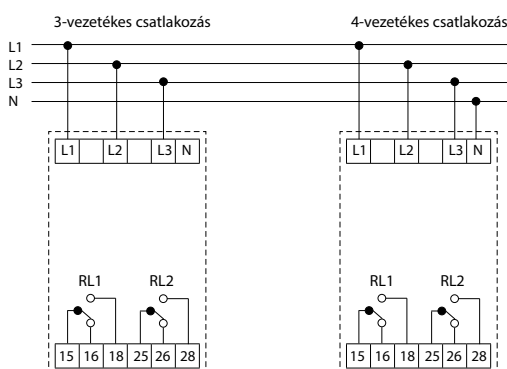 3-vezetékes csatlakozás 4-vezetékes csatlakozás
L1
L2
L3
N
L1 L2 L3 N L1 L2 L3 N
RL1 RL2 RL1 RL2
15 16 18 25 26 28 15 16 18 25 26 28